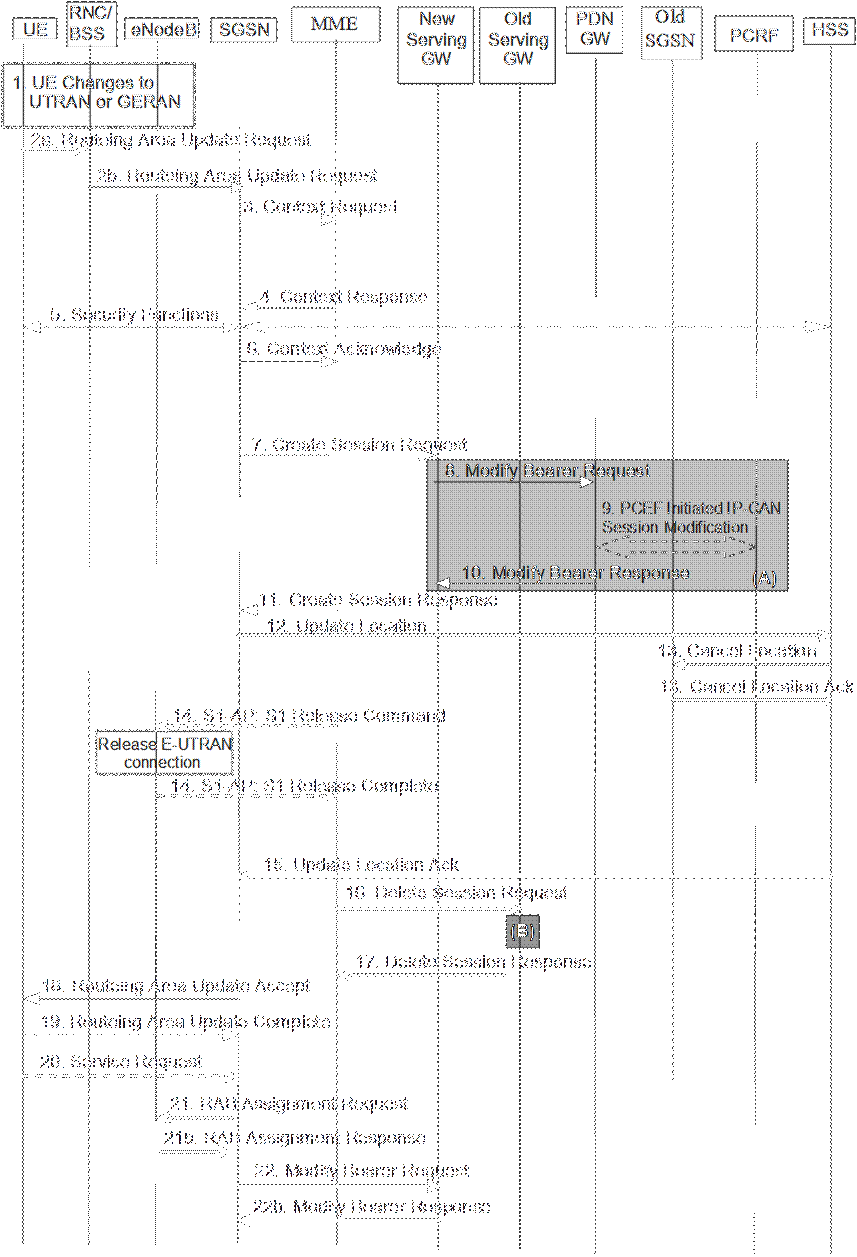 UE
RNC/
BSS
eNodeB
SGSN
MME
New
Serving
GW
Old
Serving
GW
PDN
GW
Old
SGSN
PCRF
HSS
1. UE Changes to
UTRAN or GERAN
2a. Routeing Area Update Request
2b. Routeing Area Update Request
3. Context Request
4. Context Response
5. Security Functions
6. Context Acknowledge
7. Create Session Request
8. Modify Bearer Request
9. PCEF Initiated IP-CAN
Session Modification
10. Modify Bearer Response
(A)
11. Create Session Response
12. Update Location
13. Cancel Location
13. Cancel Location Ack
14. S1-AP: S1 Release Command
Release E-UTRAN
connection
14. S1-AP: S1 Release Complete
15. Update Location Ack
16. Delete Session Request
(B)
17. Delete Session Response
18. Routeing Area Update Accept
19. Routeing Area Update Complete
20. Service Request
21. RAB Assignment Request
21b. RAB Assignment Response
22. Modify Bearer Request
22b. Modify Bearer Response